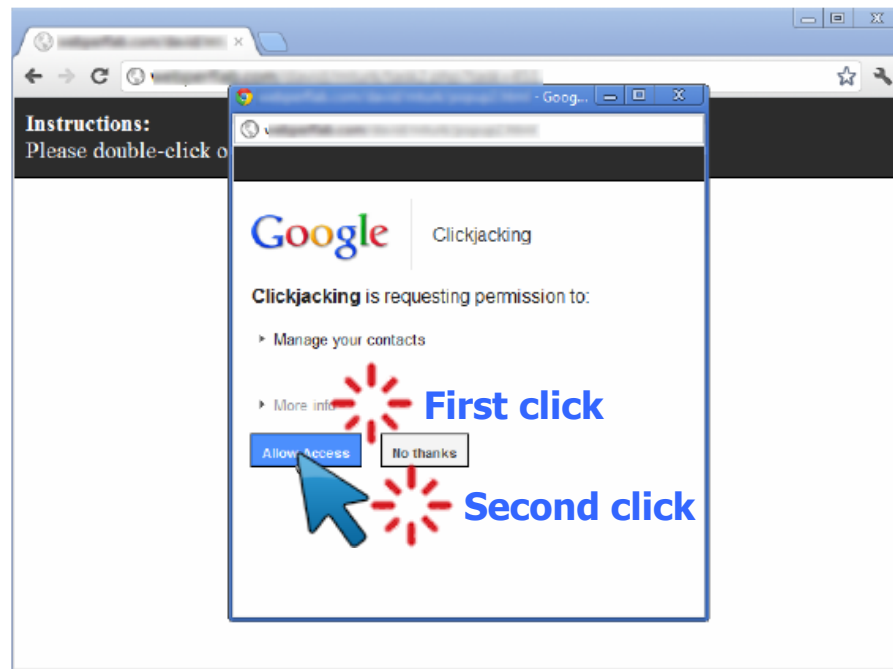 - Goog...
Instructions:
Please double-click o
Google
Clickjacking
Clickjacking is requesting permission to:
Manage your contacts
More info
First click
Allow Access
No thanks
Second click